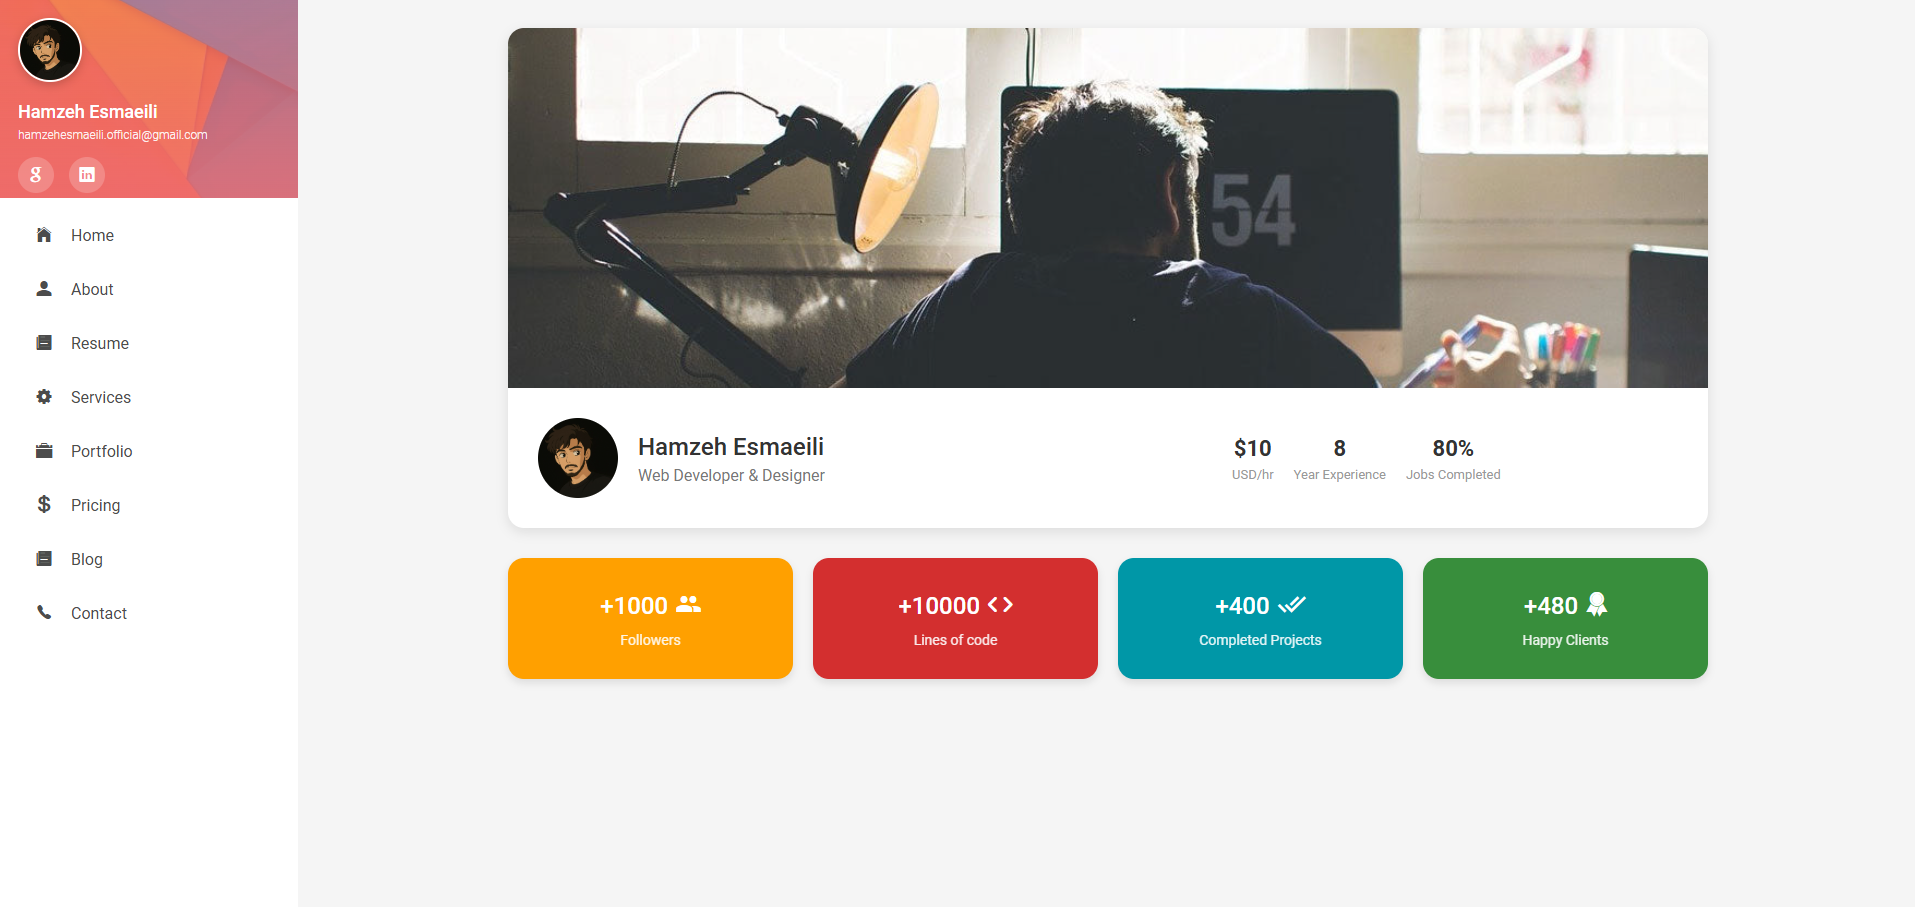 Hamzeh Esmaeili
hamzehesmaeili.official@gmail.com
Home
About
Resume
Services
Portfolio
Pricing
Blog
Contact
54
Hamzeh Esmaeili
Web Developer & Designer
$10
USD/hr
8
Year Experience
80%
Jobs Completed
+1000
Followers
+10000
Lines of code
+400
Completed Projects
+480
Happy Clients